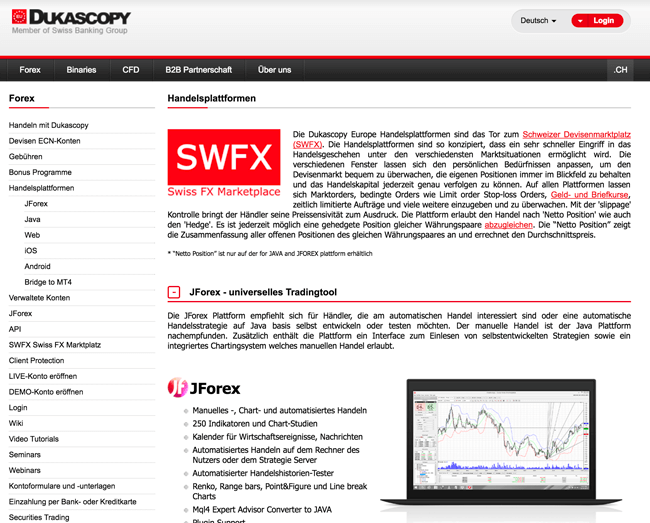 DUKASCOPY
Member of Swiss Banking Group
Deutsch
Login
Forex
Binaries
CFD
B2B Partnerschaft
Über uns
.CH
Forex
Handeln mit Dukascopy
Devisen ECN-Konten
Gebühren
Bonus Programme
Handelsplattformen
JForex
Java
Web
iOS
Android
Bridge to MT4
Verwaltete Konten
JForex
API
SWFX Swiss FX Marktplatz
Client Protection
LIVE-Konto eröffnen
DEMO-Konto eröffnen
Login
Wiki
Video Tutorials
Seminars
Webinars
Kontoformulare und -unterlagen
Einzahlung per Bank- oder Kreditkarte
Securities Trading
Handelsplattformen
SWFX
Swiss FX Marketplace
Die Dukascopy Europe Handelsplattformen sind das Tor zum Schweizer Devisenmarktplatz
(SWFX). Die Handelsplattformen sind so konzipiert, dass ein sehr schneller Eingriff in das
Handelsgeschehen unter den verschiedensten Marktsituationen ermöglicht wird. Die
verschiedenen Fenster lassen sich den persönlichen Bedürfnissen anpassen, um den
Devisenmarkt bequem zu überwachen, die eigenen Positionen immer im Blickfeld zu behalten
und das Handelskapital jederzeit genau verfolgen zu können. Auf allen Plattformen lassen
sich Marktorders, bedingte Orders wie Limit order Stop-loss Orders, Geld- und Briefkurse,
zeitlich limitierte Aufträge und viele weitere einzugeben und zu überwachen. Mit der 'slippage'
Kontrolle bringt der Händler seine Preissensivität zum Ausdruck. Die Plattform erlaubt den Handel nach 'Netto Position' wie auch
den 'Hedge'. Es ist jederzeit möglich eine gehedgete Position gleicher Währungspaare abzugleichen. Die "Netto Position" zeigt
die Zusammenfassung aller offenen Positionen des gleichen Währungspaares an und errechnet den Durchschnittspreis.
* "Netto Position" ist nur auf der for JAVA and JFOREX plattform erhältlich
- JForex - universelles Tradingtool
Die JForex Plattform empfiehlt sich für Händler, die am automatischen Handel interessiert sind oder eine automatische
Handelsstrategie auf Java basis selbst entwickeln oder testen möchten. Der manuelle Handel ist der Java Plattform
nachempfunden. Zusätzlich enthält die Plattform ein Interface zum Einlesen von selbstentwickelten Strategien sowie ein
integriertes Chartingsystem welches manuellen Handel erlaubt.
JForex
Manuelles -, Chart- und automatisiertes Handeln
250 Indikatoren und Chart-Studien
Kalender für Wirtschaftsereignisse, Nachrichten
Automatisiertes Handeln auf dem Rechner des
Nutzers oder dem Strategie Server
Automatisierter Handelshistorien-Tester
Renko, Range bars, Point&Figure und Line break
Charts
Mql4 Expert Advisor Converter to JAVA
Plugin Support